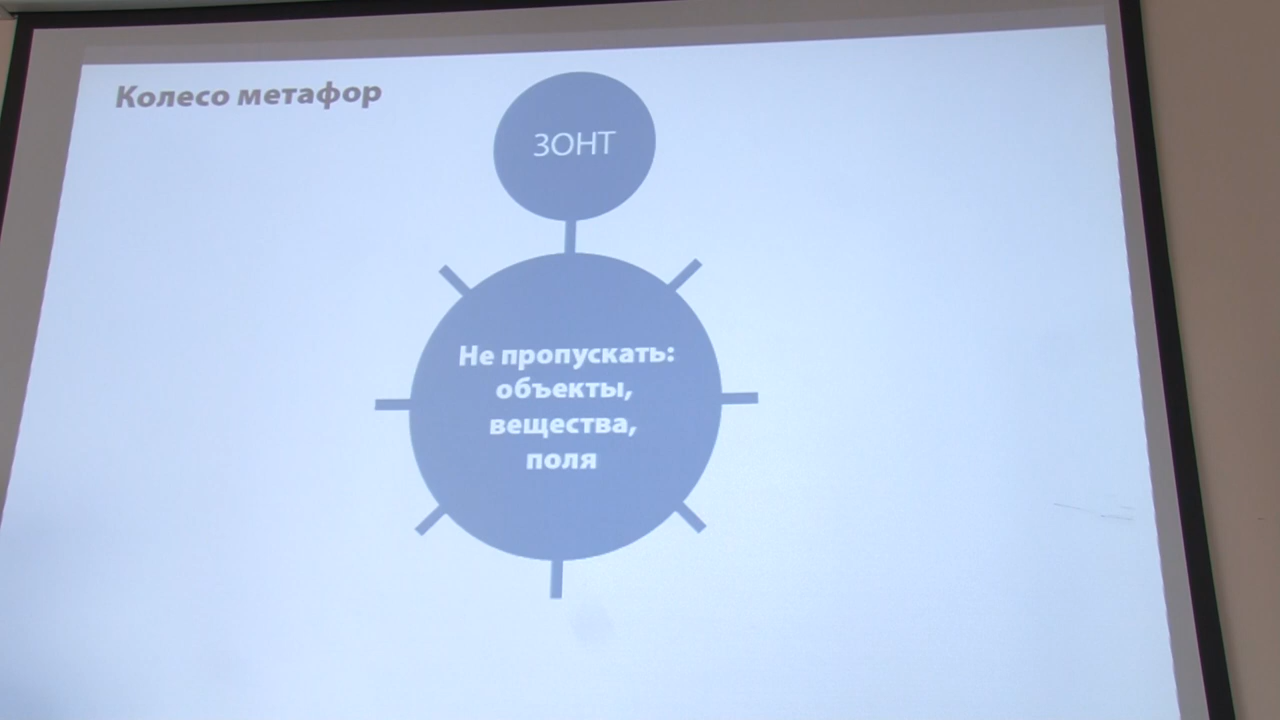 Колесо метафор
ЗОНТ
Не пропускать:
объекты,
вещества,
поля